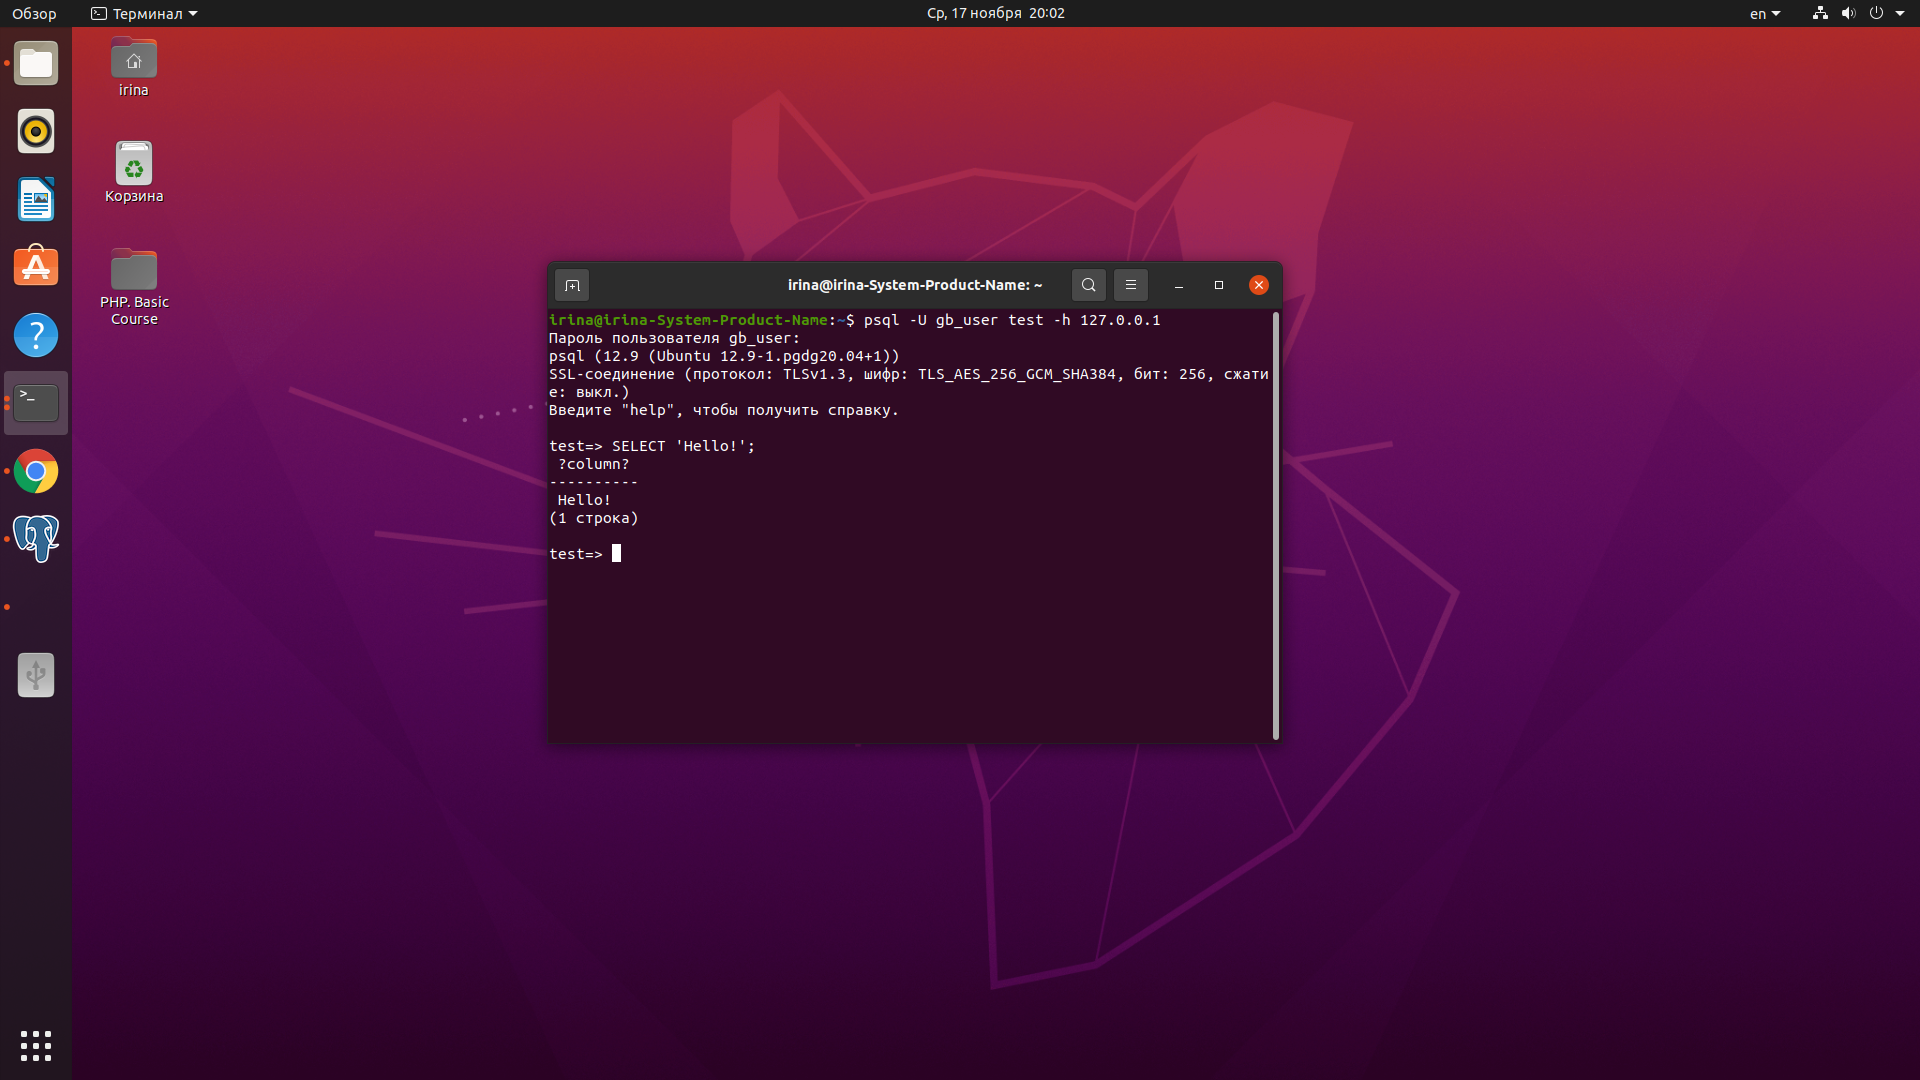 Обзор
Терминал
Ср, 17 ноября 20:02
en
irina
Корзина
PHP. Basic
Course
irina@irina-System-Product-Name: ~
irina@irina-System-Product-Name:~$ psql -U gb_user test -h 127.0.0.1
Пароль пользователя gb_user:
psql (12.9 (Ubuntu 12.9-1.pgdg20.04+1))
SSL-соединение (протокол: TLSv1.3, шифр: TLS_AES_256_GCM_SHA384, бит: 256, сжати
е: выкл.)
Введите "help", чтобы получить справку.
test=> SELECT 'Hello!';
?column?
----------
Hello!
(1 строка)
test=>